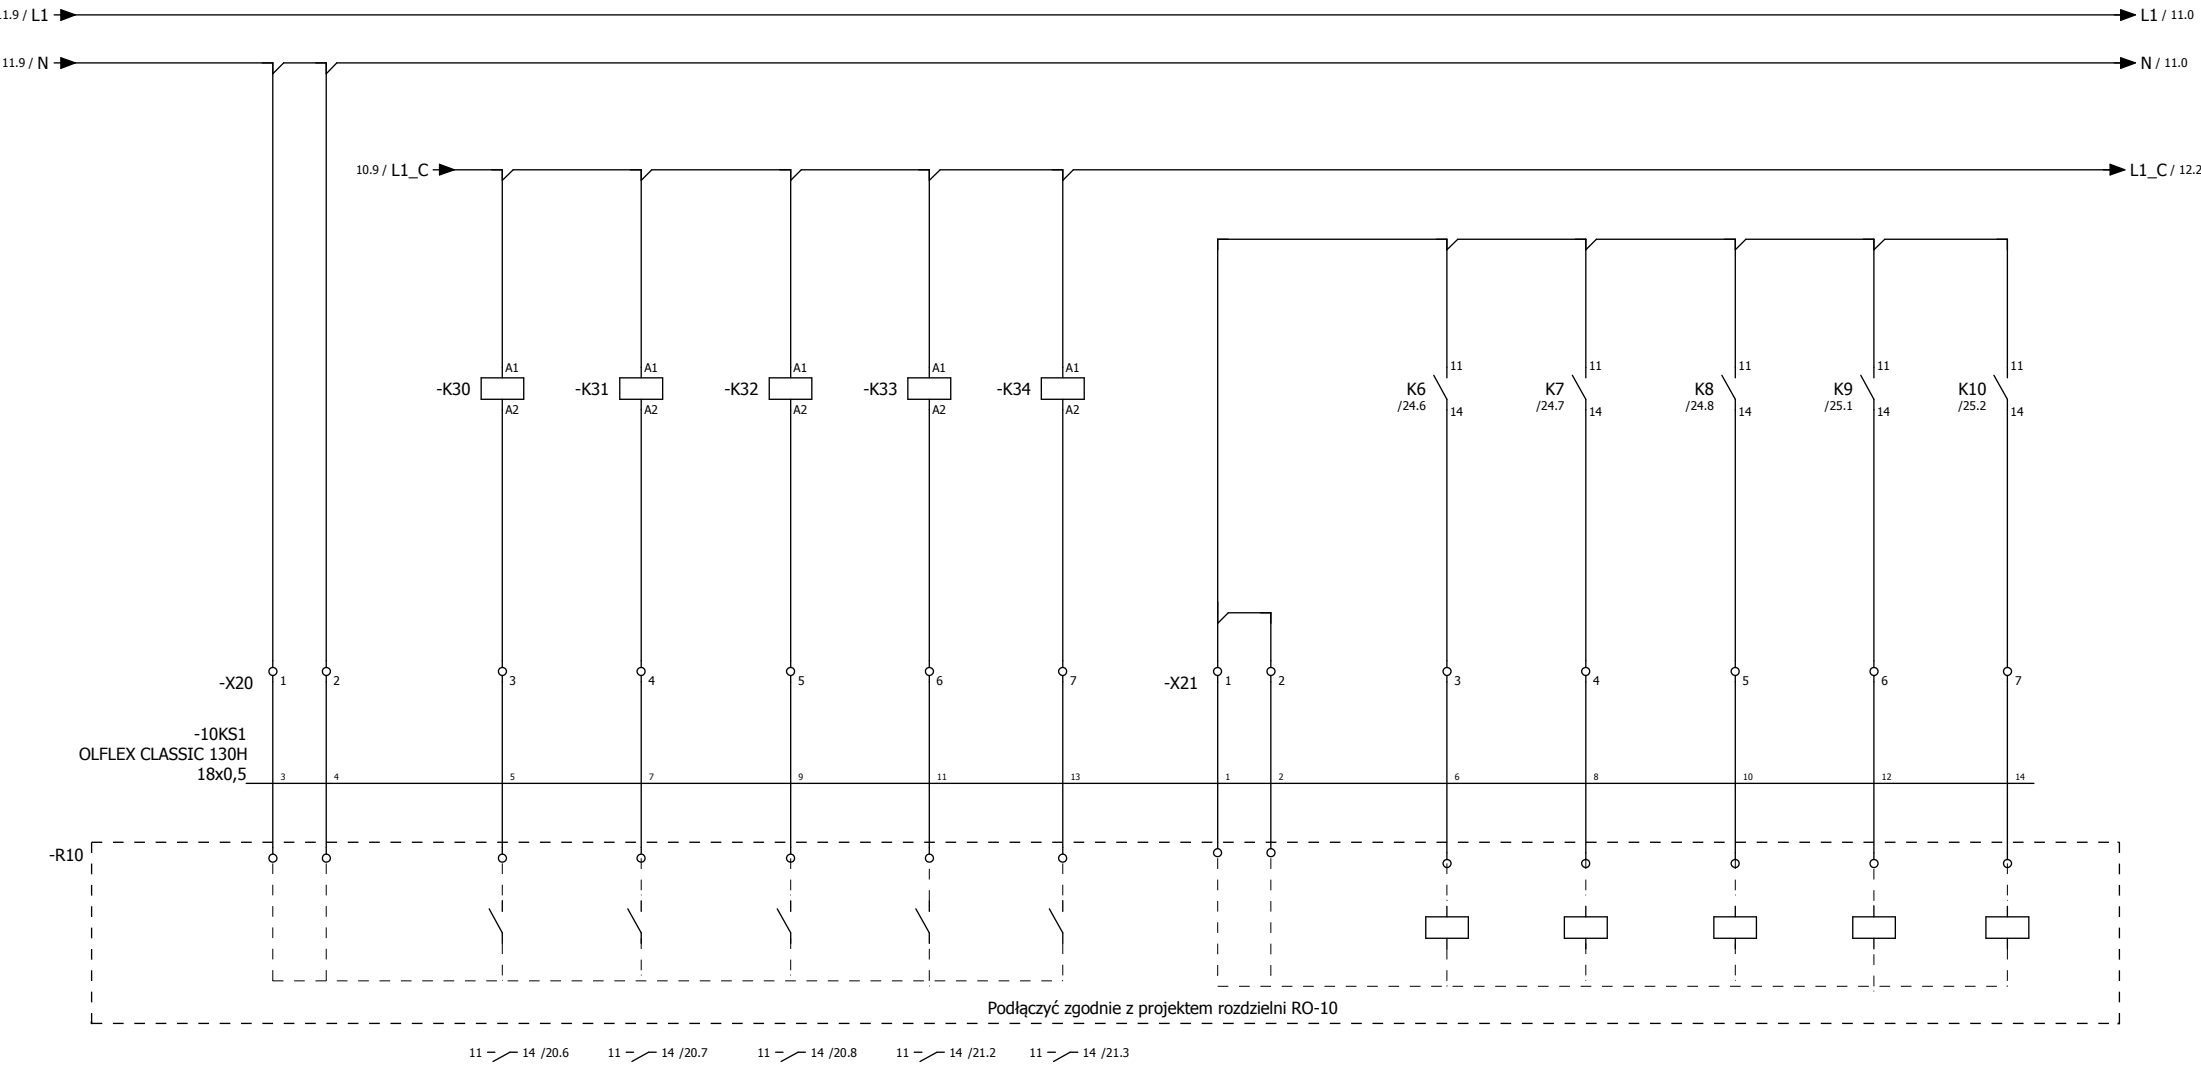 11.9 / L1
L1 / 11.0
11.9 / N
N / 11.0
10.9 / L1_C
L1_C / 12.2
A1 A1 A1 A1 A1
11 11 11 11 11
-K30 -K31 -K32 -K33 -K34
K6 K7 K8 K9 K10
/24.6 /24.7 /24.8 /25.1 /25.2
A2 A2 A2 A2 A2
14 14 14 14 14
-X20 1 2 3 4 5 6 7
-X21 1 2 3 4 5 6 7
-10KS1
OLFLEX CLASSIC 130H
18x0,5 3 4 5 7 9 11 13 1 2 6 8 10 12 14
-R10
Podłączyć zgodnie z projektem rozdzielni RO-10
11 14 /20.6 11 14 /20.7 11 14 /20.8 11 14 /21.2 11 14 /21.3